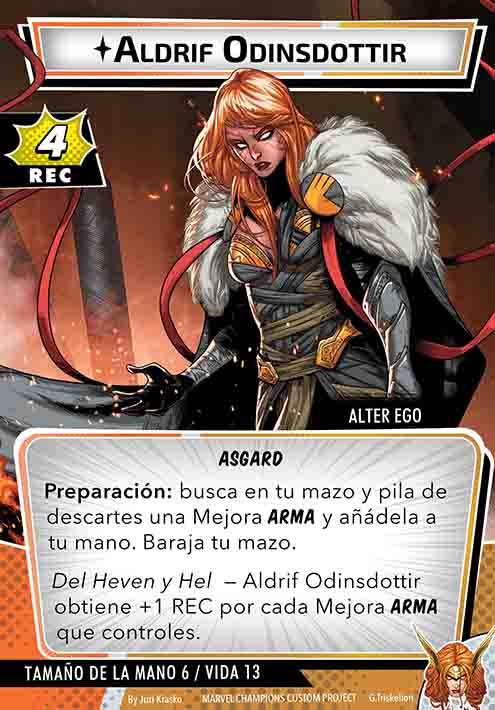 ✦ALDRIF ODINSDOTTIR
4
REC
ALTER EGO
ASGARD
Preparación: busca en tu mazo y pila de
descartes una Mejora ARMA y añádela a
tu mano. Baraja tu mazo.
Del Heven y Hel – Aldrif Odinsdottir
obtiene +1 REC por cada Mejora ARMA
que controles.
TAMAÑO DE LA MANO 6 / VIDA 13
By Juri Krasko MARVEL CHAMPIONS CUSTOM PROJECT G.Triskelion